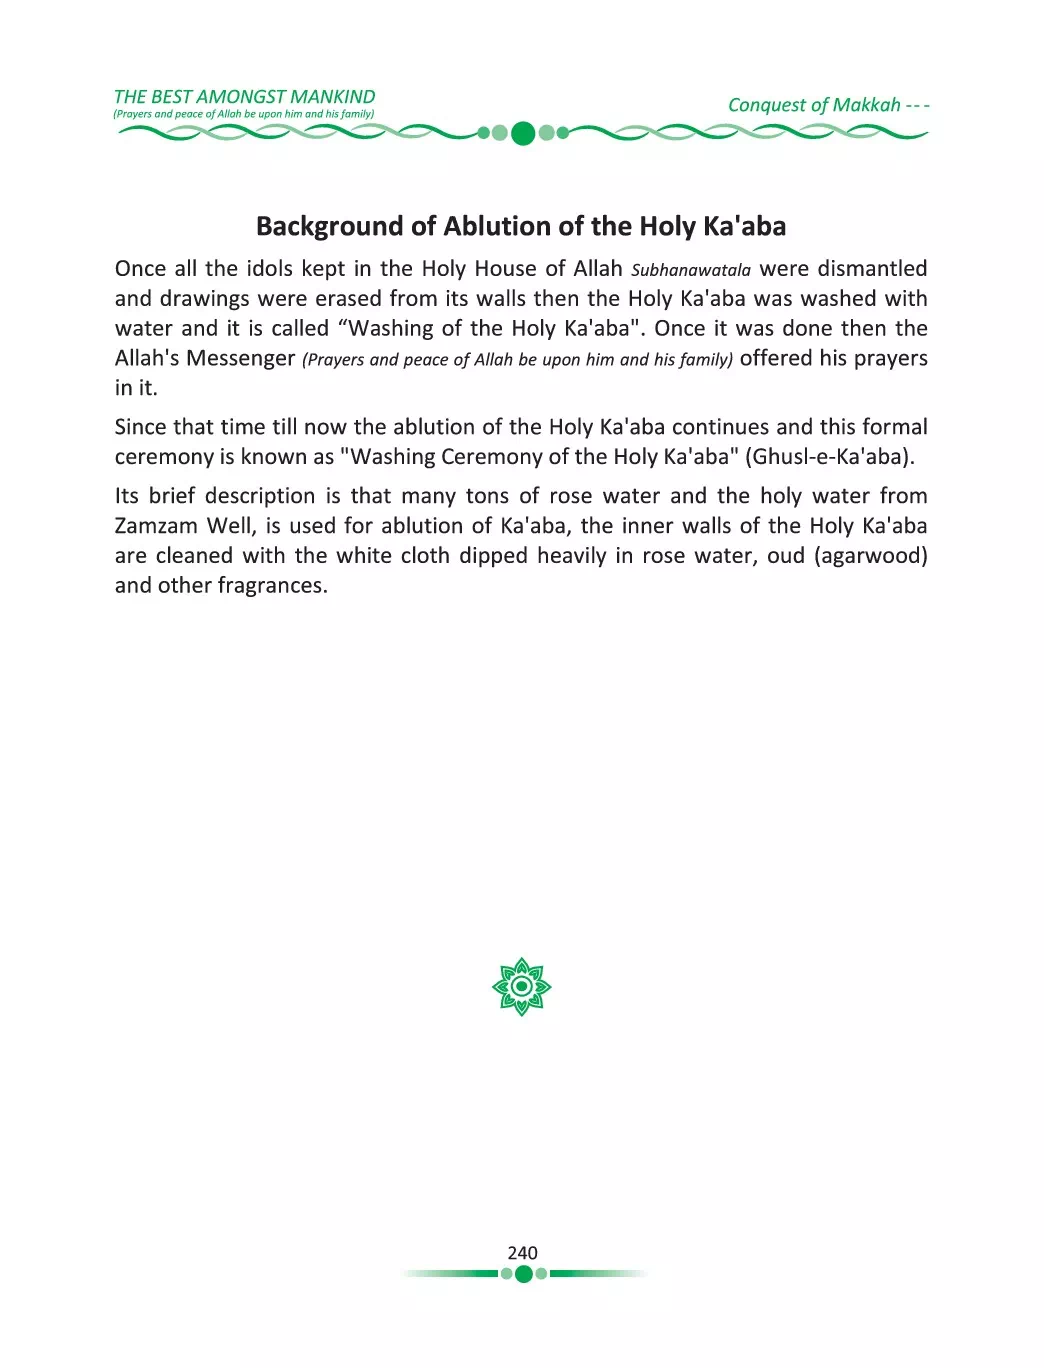 THE BEST AMONGST MANKIND
(Prayers and peace of Allah be upon him and his family)
Conquest of Makkah ---
Background of Ablution of the Holy Ka'aba
Once all the idols kept in the Holy House of Allah Subhanawatala were dismantled
and drawings were erased from its walls then the Holy Ka'aba was washed with
water and it is called “Washing of the Holy Ka'aba". Once it was done then the
Allah's Messenger (Prayers and peace of Allah be upon him and his family) offered his prayers
in it.
Since that time till now the ablution of the Holy Ka'aba continues and this formal
ceremony is known as "Washing Ceremony of the Holy Ka'aba" (Ghusl-e-Ka'aba).
Its brief description is that many tons of rose water and the holy water from
Zamzam Well, is used for ablution of Ka'aba, the inner walls of the Holy Ka'aba
are cleaned with the white cloth dipped heavily in rose water, oud (agarwood)
and other fragrances.
240